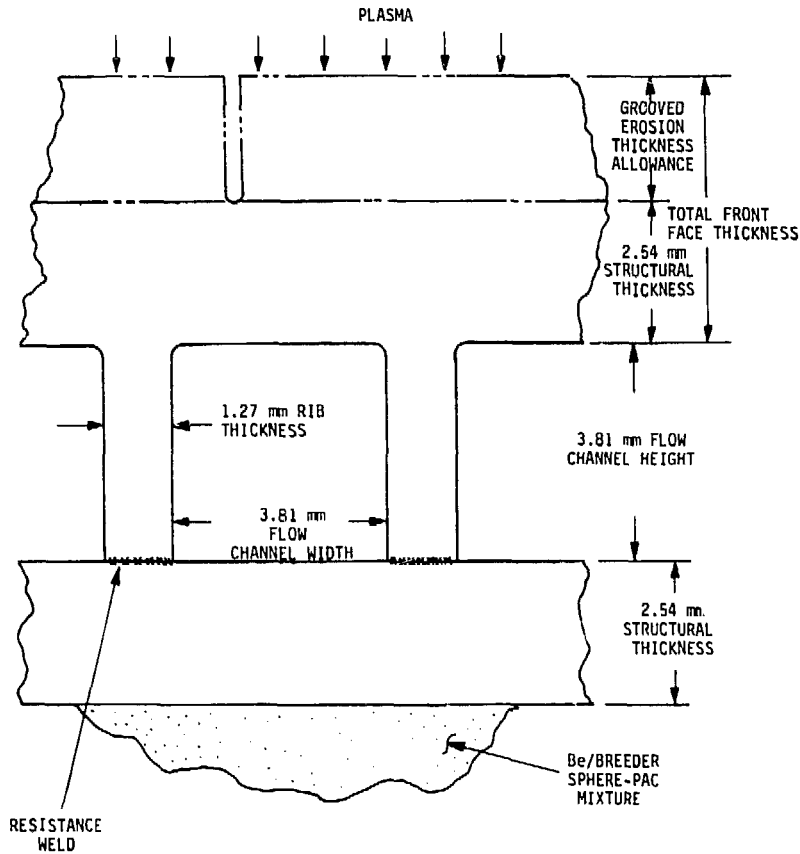 PLASMA
GROOVED
EROSION
THICKNESS
ALLOWANCE
TOTAL FRONT
FACE THICKNESS
2.54 mm
STRUCTURAL
THICKNESS
1.27 mm RIB
THICKNESS
3.81 mm FLOW
CHANNEL HEIGHT
3.81 mm
FLOW
CHANNEL WIDTH
2.54 mm.
STRUCTURAL
THICKNESS
Be/BREEDER
SPHERE-PAC
MIXTURE
RESISTANCE
WELD